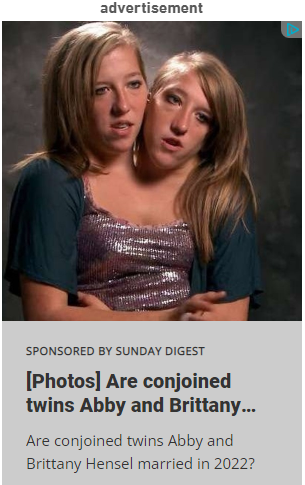 advertisement
SPONSORED BY SUNDAY DIGEST
[Photos] Are conjoined
twins Abby and Brittany...
Are conjoined twins Abby and
Brittany Hensel married in 2022?